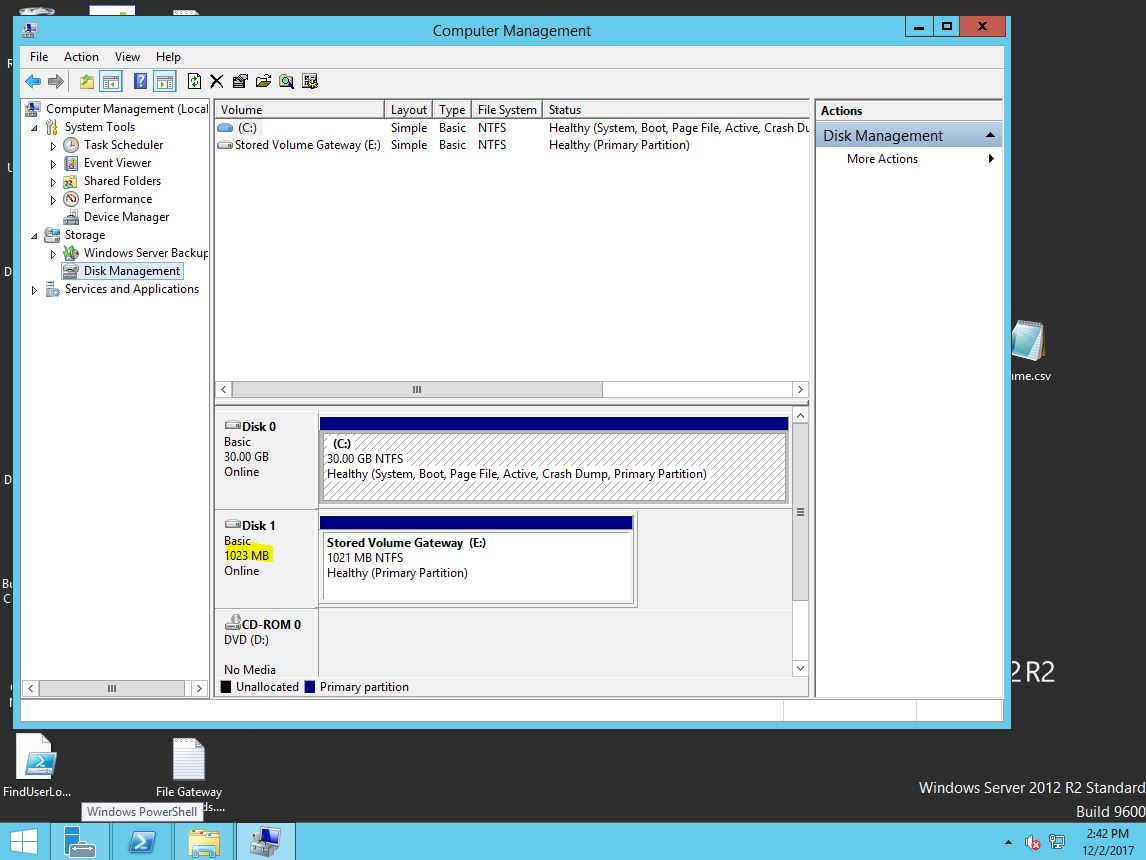 Computer Management
File Action View Help
Computer Management (Local
System Tools
Task Scheduler
Event Viewer
Shared Folders
Performance
Device Manager
Storage
Windows Server Backup
Disk Management
Services and Applications
Volume Layout Type File System Status
(C:) Simple Basic NTFS Healthy (System, Boot, Page File, Active, Crash Du
Stored Volume Gateway (E:) Simple Basic NTFS Healthy (Primary Partition)
Actions
Disk Management
More Actions
Disk 0
Basic
30.00 GB
Online
(C:)
30.00 GB NTFS
Healthy (System, Boot, Page File, Active, Crash Dump, Primary Partition)
Disk 1
Basic
1023 MB
Online
Stored Volume Gateway (E:)
1021 MB NTFS
Healthy (Primary Partition)
CD-ROM 0
DVD (D:)
No Media
Unallocated Primary partition
me.csv
2 R2
FindUserLo...
File Gateway
ds....
Windows PowerShell
Windows Server 2012 R2 Standard
Build 9600
2:42 PM
12/2/2017